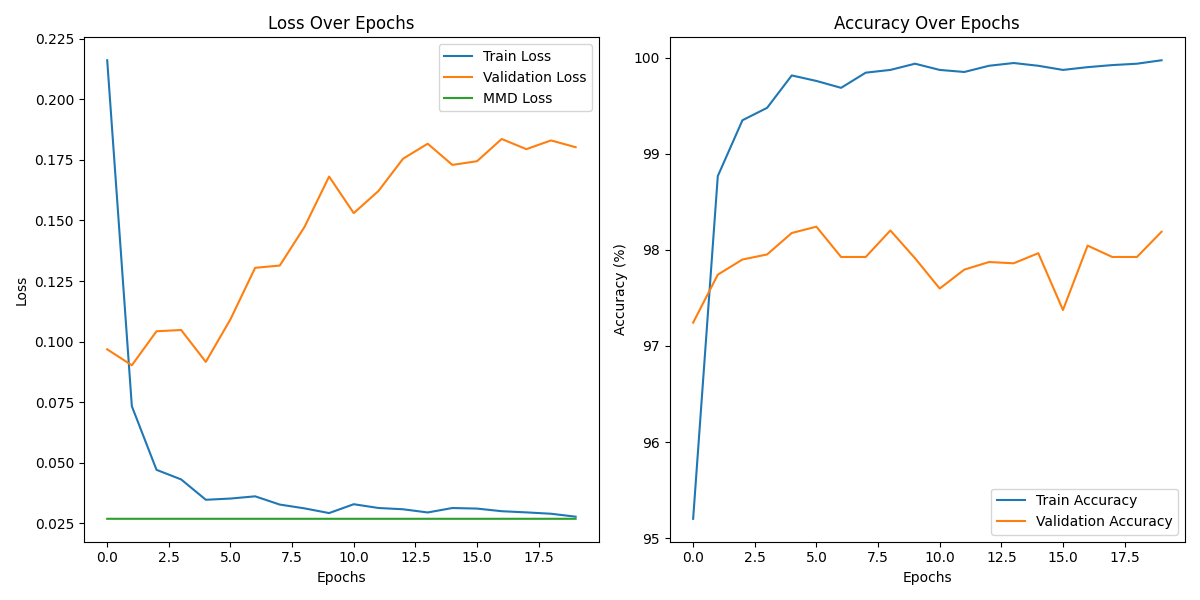 Loss Over Epochs
0.225
0.200
0.175
0.150
0.125
0.100
0.075
0.050
0.025
Loss
Train Loss
Validation Loss
MMD Loss
0.0 2.5 5.0 7.5 10.0 12.5 15.0 17.5
Epochs
Accuracy Over Epochs
100
99
98
97
96
95
Accuracy (%)
Train Accuracy
Validation Accuracy
0.0 2.5 5.0 7.5 10.0 12.5 15.0 17.5
Epochs